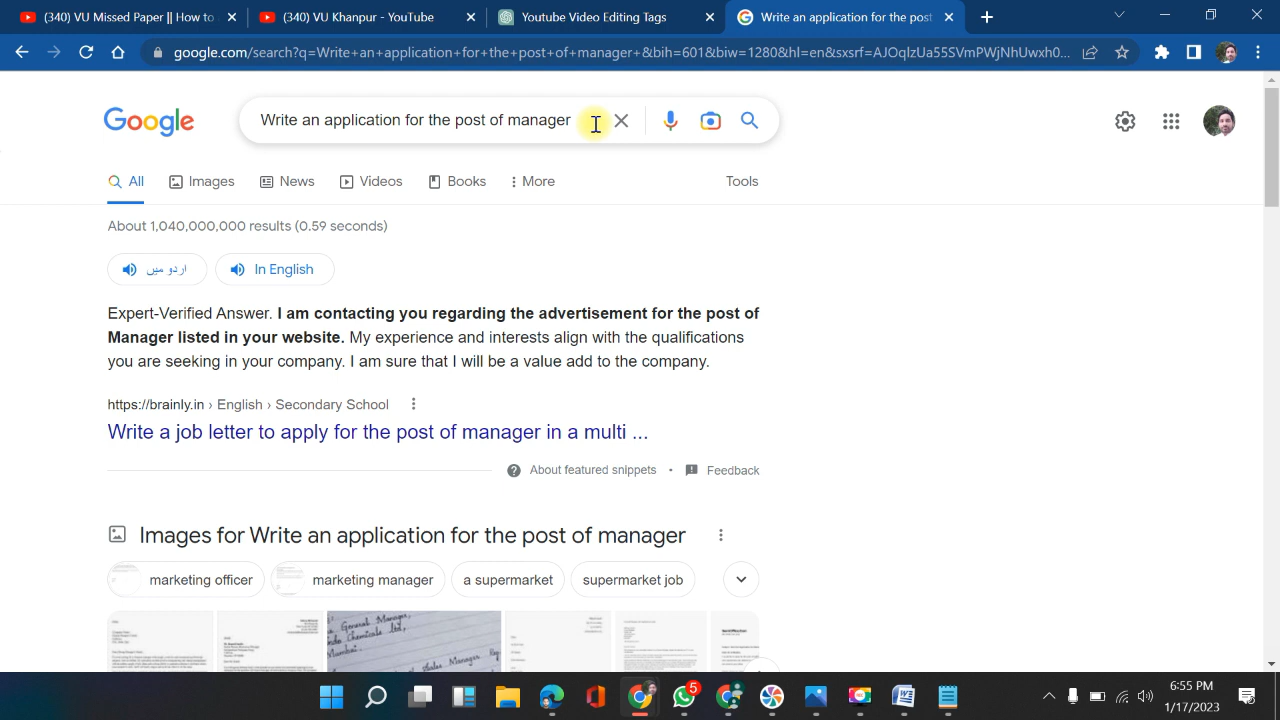 (340) VU Missed Paper || How to
(340) VU Khanpur - YouTube
Youtube Video Editing Tags
Write an application for the post
google.com/search?q=Write+an+application+for+the+post+of+manager+&bih=601&biw=1280&hl=en&sxsrf=AJOqlzUa55SVmPWjNhUwxh0...
Google
Write an application for the post of manager
All
Images
News
Videos
Books
More
Tools
About 1,040,000,000 results (0.59 seconds)
اردو میں
In English
Expert-Verified Answer. I am contacting you regarding the advertisement for the post of
Manager listed in your website. My experience and interests align with the qualifications
you are seeking in your company. I am sure that I will be a value add to the company.
https://brainly.in › English › Secondary School
Write a job letter to apply for the post of manager in a multi ...
About featured snippets • Feedback
Images for Write an application for the post of manager
marketing officer
marketing manager
a supermarket
supermarket job
5
6:55 PM
1/17/2023